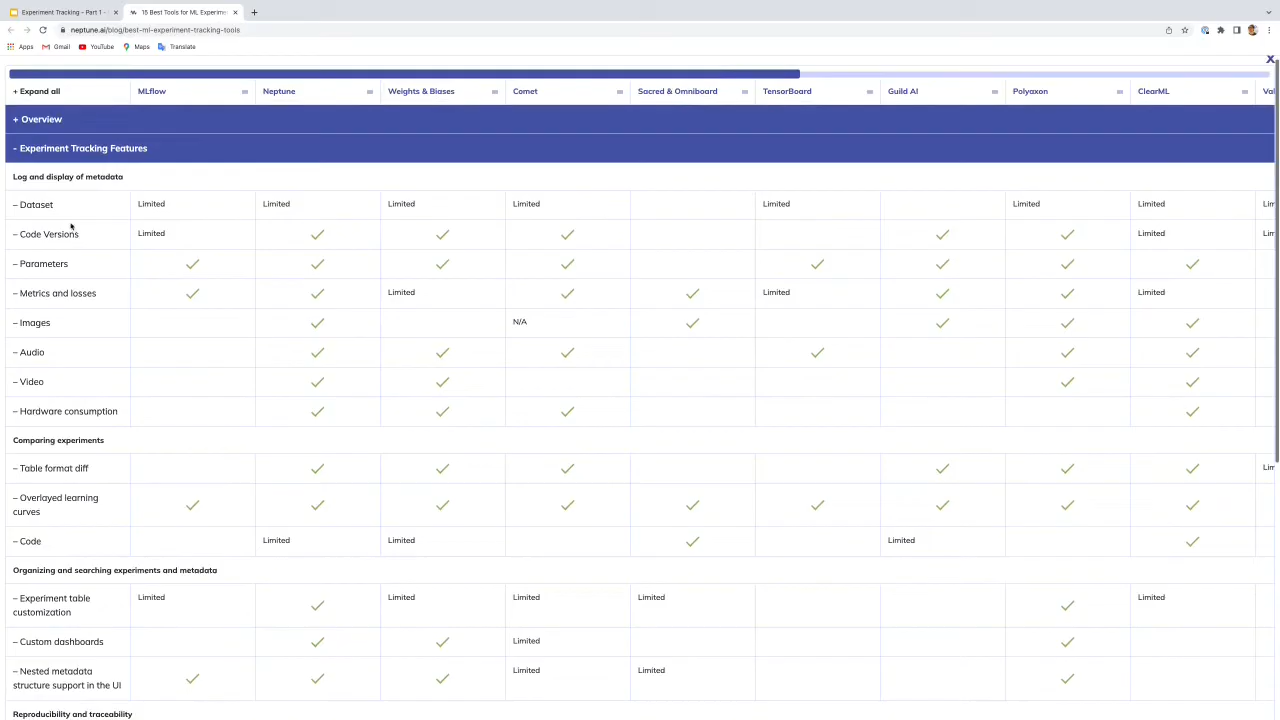 Experiment Tracking - Part 1 -
15 Best Tools for ML Experime
neptune.ai/blog/best-ml-experiment-tracking-tools
Apps Gmail YouTube Maps Translate
X
+ Expand all MLflow Neptune Weights & Biases Comet Sacred & Omniboard TensorBoard Guild AI Polyaxon ClearML Val
+ Overview
- Experiment Tracking Features
Log and display of metadata
– Dataset Limited Limited Limited Limited Limited Limited Limited Lim
– Code Versions Limited Limited Lim
– Parameters
– Metrics and losses Limited Limited Limited
– Images N/A
– Audio
– Video
– Hardware consumption
Comparing experiments
– Table format diff Lim
– Overlayed learning
curves
– Code Limited Limited Limited
Organizing and searching experiments and metadata
– Experiment table
customization Limited Limited Limited Limited Limited
– Custom dashboards Limited
– Nested metadata
structure support in the UI Limited Limited
Reproducibility and traceability